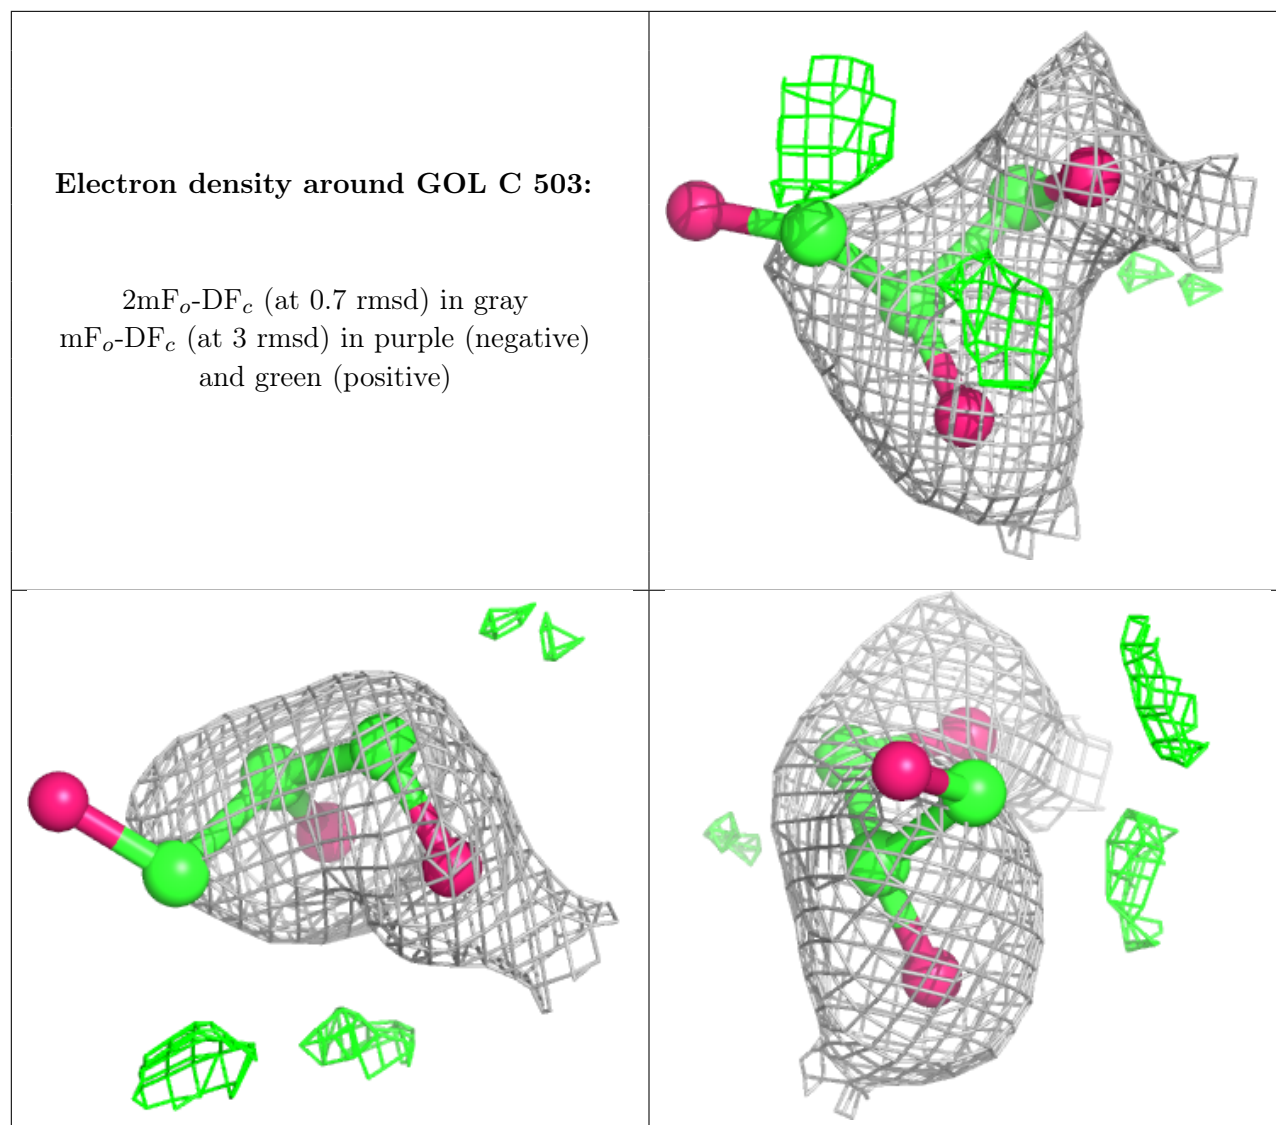 Electron density around GOL C 503:
2mFo-DFc (at 0.7 rmsd) in gray
mFo-DFc (at 3 rmsd) in purple (negative)
and green (positive)